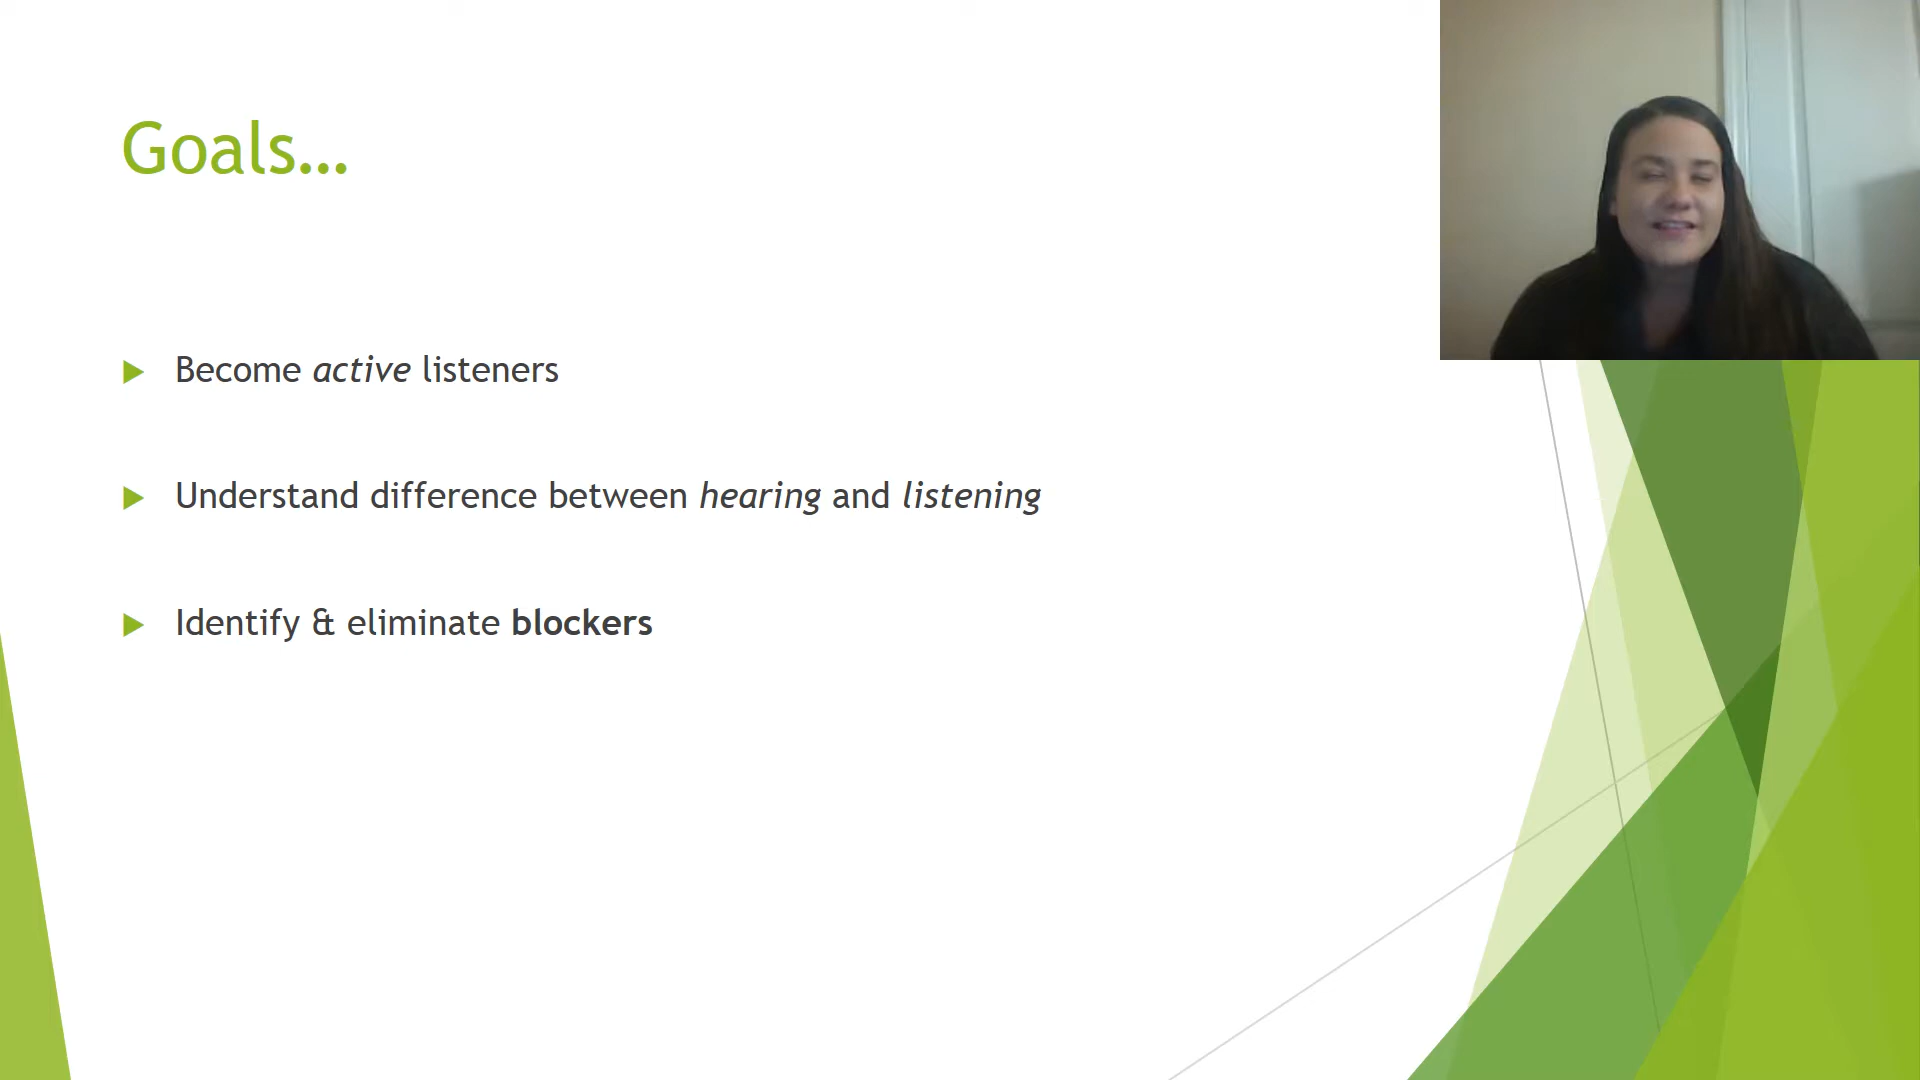 Goals...
Become active listeners
Understand difference between hearing and listening
Identify & eliminate blockers